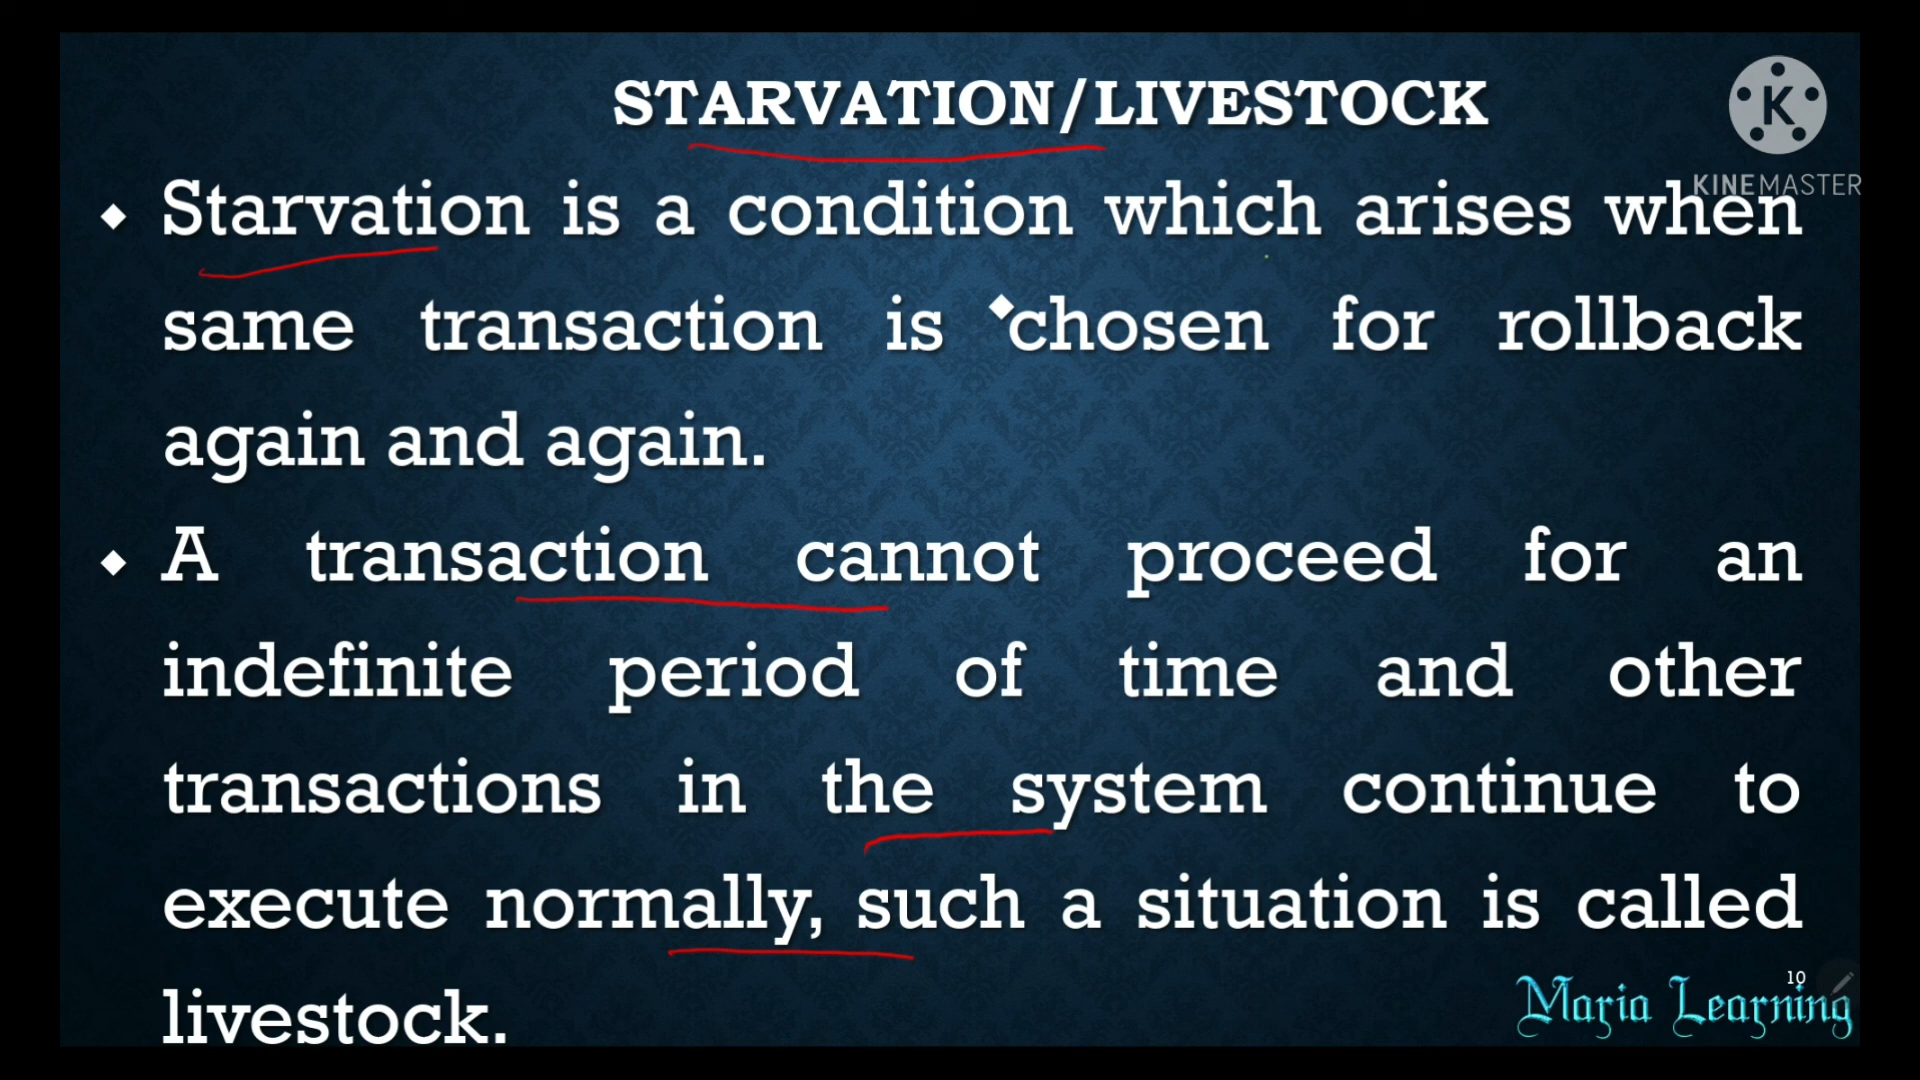 STARVATION/LIVESTOCK
K
KINEMASTER
Starvation is a condition which arises when
same transaction is chosen for rollback
again and again.
A transaction cannot proceed for an
indefinite period of time and other
transactions in the system continue to
execute normally, such a situation is called
livestock.
10
Maria Learning